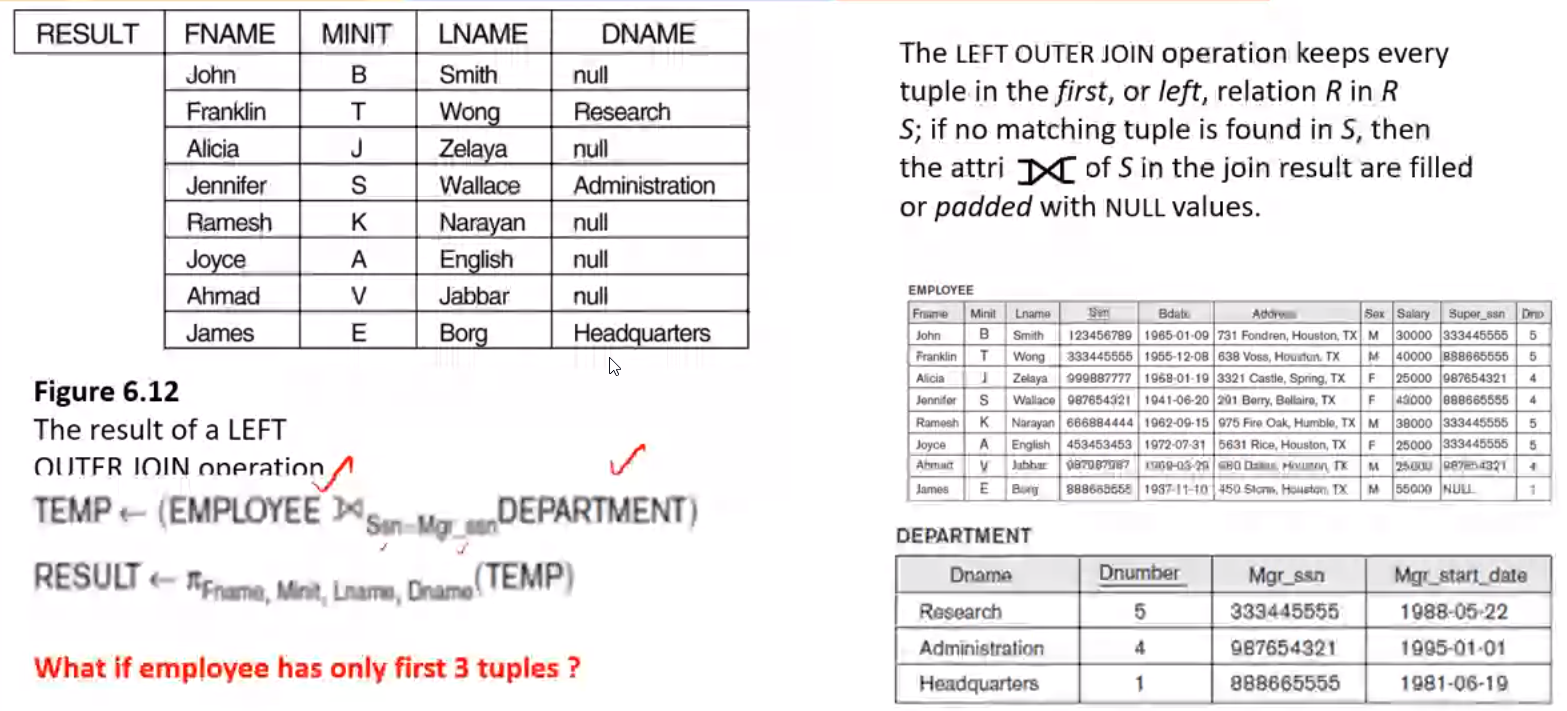 RESULT FNAME MINIT LNAME DNAME
John B Smith null
Franklin T Wong Research
Alicia J Zelaya null
Jennifer S Wallace Administration
Ramesh K Narayan null
Joyce A English null
Ahmad V Jabbar null
James E Borg Headquarters
Figure 6.12
The result of a LEFT
OUTER JOIN operation
TEMP ← (EMPLOYEE ⟕ Ssn=Mgr_ssn DEPARTMENT)
RESULT ← π Fname, Minit, Lname, Dname (TEMP)
What if employee has only first 3 tuples ?
The LEFT OUTER JOIN operation keeps every
tuple in the first, or left, relation R in R
S; if no matching tuple is found in S, then
the attri ⟗ of S in the join result are filled
or padded with NULL values.
EMPLOYEE
Fname Minit Lname Ssn Bdate Address Sex Salary Super_ssn Dno
John B Smith 123456789 1965-01-09 731 Fondren, Houston, TX M 30000 333445555 5
Franklin T Wong 333445555 1955-12-08 638 Voss, Houston, TX M 40000 888665555 5
Alicia J Zelaya 999887777 1968-01-19 3321 Castle, Spring, TX F 25000 987654321 4
Jennifer S Wallace 987654321 1941-06-20 291 Berry, Bellaire, TX F 43000 888665555 4
Ramesh K Narayan 666884444 1962-09-15 975 Fire Oak, Humble, TX M 38000 333445555 5
Joyce A English 453453453 1972-07-31 5631 Rice, Houston, TX F 25000 333445555 5
Ahmad V Jabbar 987987987 1969-03-29 980 Dallas, Houston, TX M 25000 987654321 4
James E Borg 888665555 1937-11-10 450 Stone, Houston, TX M 55000 NULL 1
DEPARTMENT
Dname Dnumber Mgr_ssn Mgr_start_date
Research 5 333445555 1988-05-22
Administration 4 987654321 1995-01-01
Headquarters 1 888665555 1981-06-19